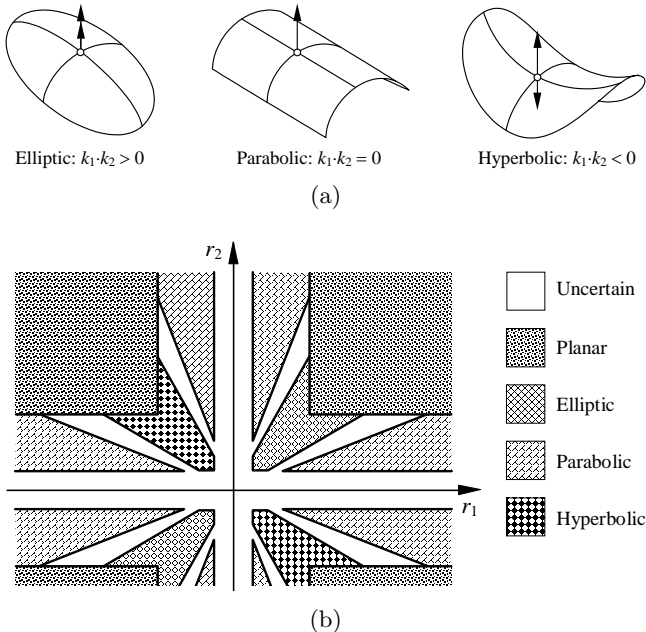 Elliptic: k₁·k₂ > 0
Parabolic: k₁·k₂ = 0
Hyperbolic: k₁·k₂ < 0
(a)
r₂
Uncertain
Planar
Elliptic
Parabolic
Hyperbolic
r₁
(b)